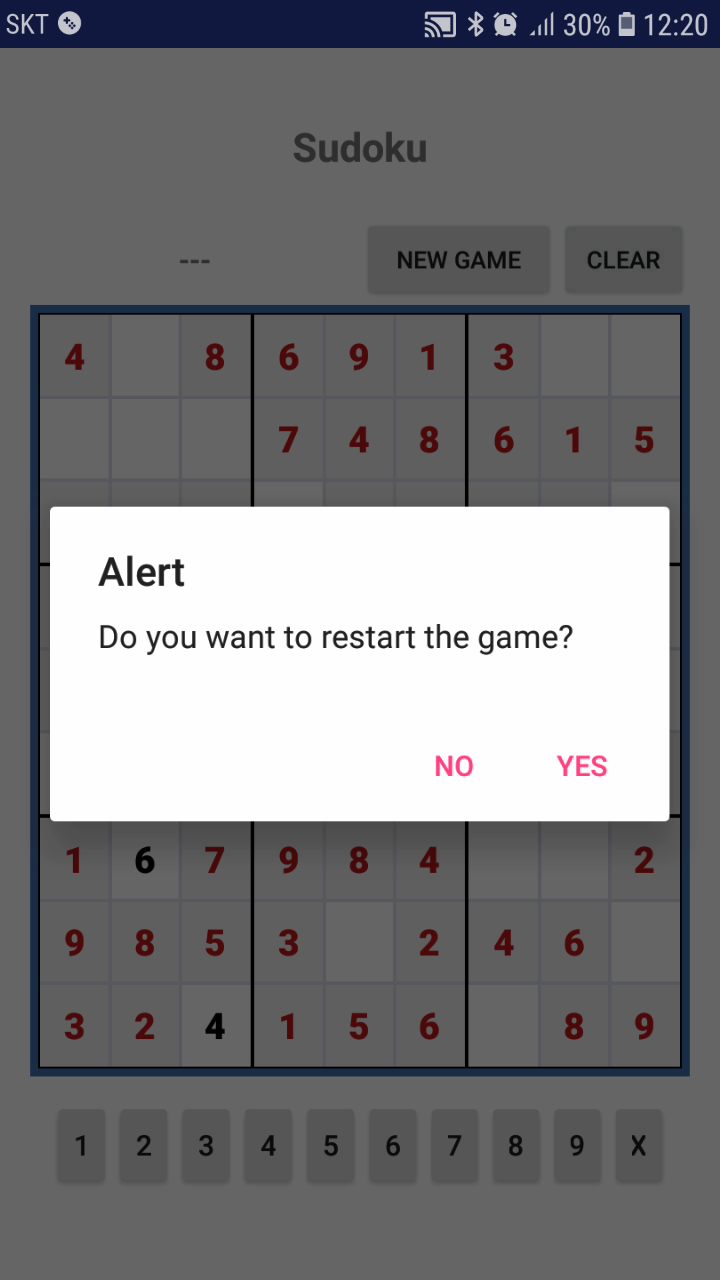 SKT 30% 12:20
Sudoku
--- NEW GAME CLEAR
4 8 6 9 1 3
7 4 8 6 1 5
Alert
Do you want to restart the game?
NO YES
1 6 7 9 8 4 2
9 8 5 3 2 4 6
3 2 4 1 5 6 8 9
1 2 3 4 5 6 7 8 9 X